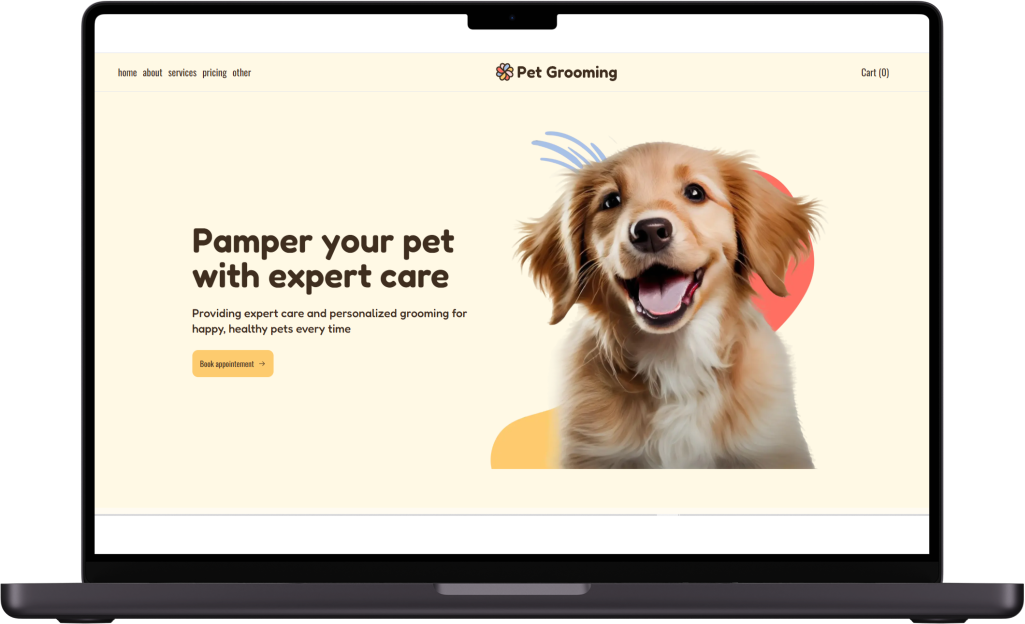 home about services pricing other
Pet Grooming
Cart (0)
Pamper your pet
with expert care
Providing expert care and personalized grooming for
happy, healthy pets every time
Book appointement →